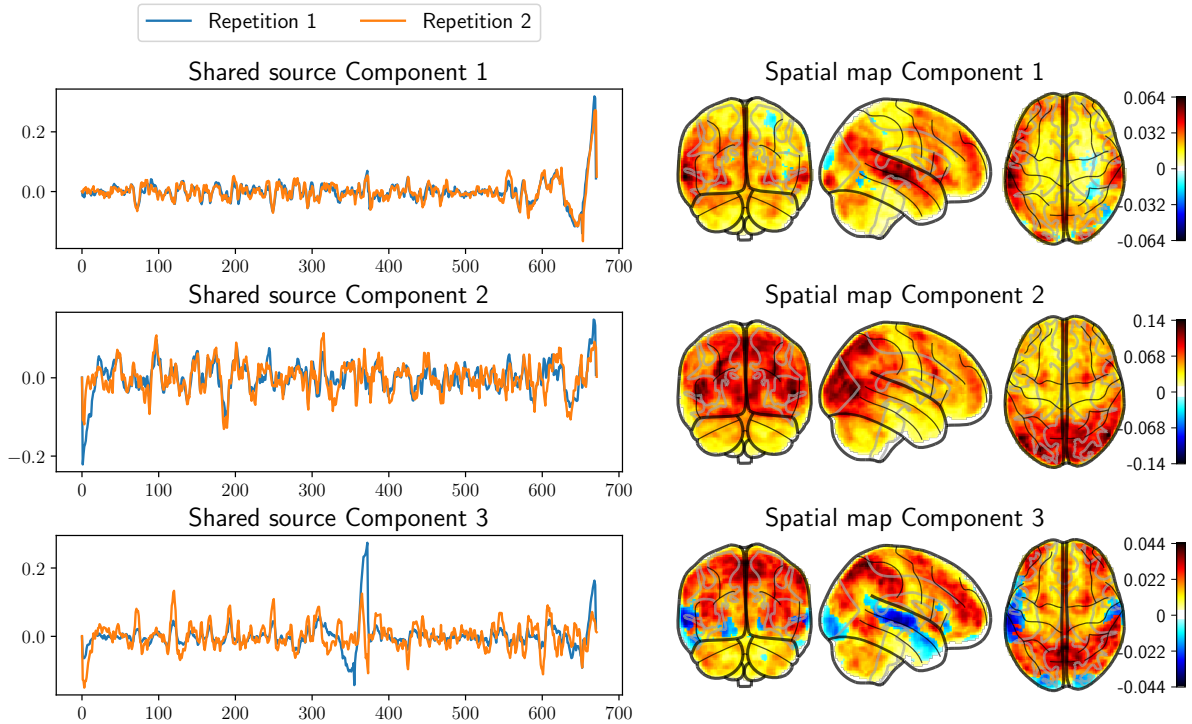 Repetition 1 Repetition 2
Shared source Component 1
0.2
0.0
0 100 200 300 400 500 600 700
Spatial map Component 1
0.064
0.032
0
-0.032
-0.064
Shared source Component 2
0.0
−0.2
0 100 200 300 400 500 600 700
Spatial map Component 2
0.14
0.068
0
-0.068
-0.14
Shared source Component 3
0.2
0.0
0 100 200 300 400 500 600 700
Spatial map Component 3
0.044
0.022
0
-0.022
-0.044